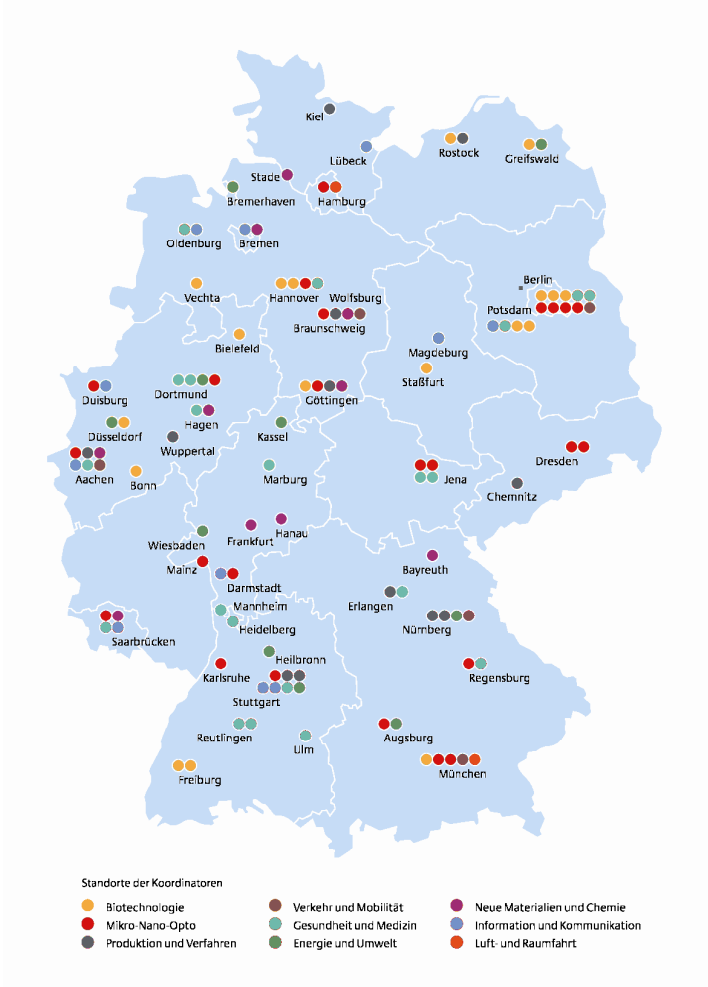 Kiel
Lübeck
Rostock
Greifswald
Stade
Bremerhaven
Hamburg
Oldenburg
Bremen
Berlin
Vechta
Hannover
Wolfsburg
Potsdam
Braunschweig
Bielefeld
Magdeburg
Staßfurt
Duisburg
Dortmund
Göttingen
Hagen
Düsseldorf
Kassel
Wuppertal
Dresden
Aachen
Bonn
Marburg
Jena
Chemnitz
Hanau
Frankfurt
Wiesbaden
Mainz
Bayreuth
Darmstadt
Mannheim
Erlangen
Heidelberg
Nürnberg
Saarbrücken
Heilbronn
Karlsruhe
Regensburg
Stuttgart
Reutlingen
Augsburg
Ulm
Freiburg
München
Standorte der Koordinatoren
Biotechnologie
Verkehr und Mobilität
Neue Materialien und Chemie
Mikro-Nano-Opto
Gesundheit und Medizin
Information und Kommunikation
Produktion und Verfahren
Energie und Umwelt
Luft- und Raumfahrt